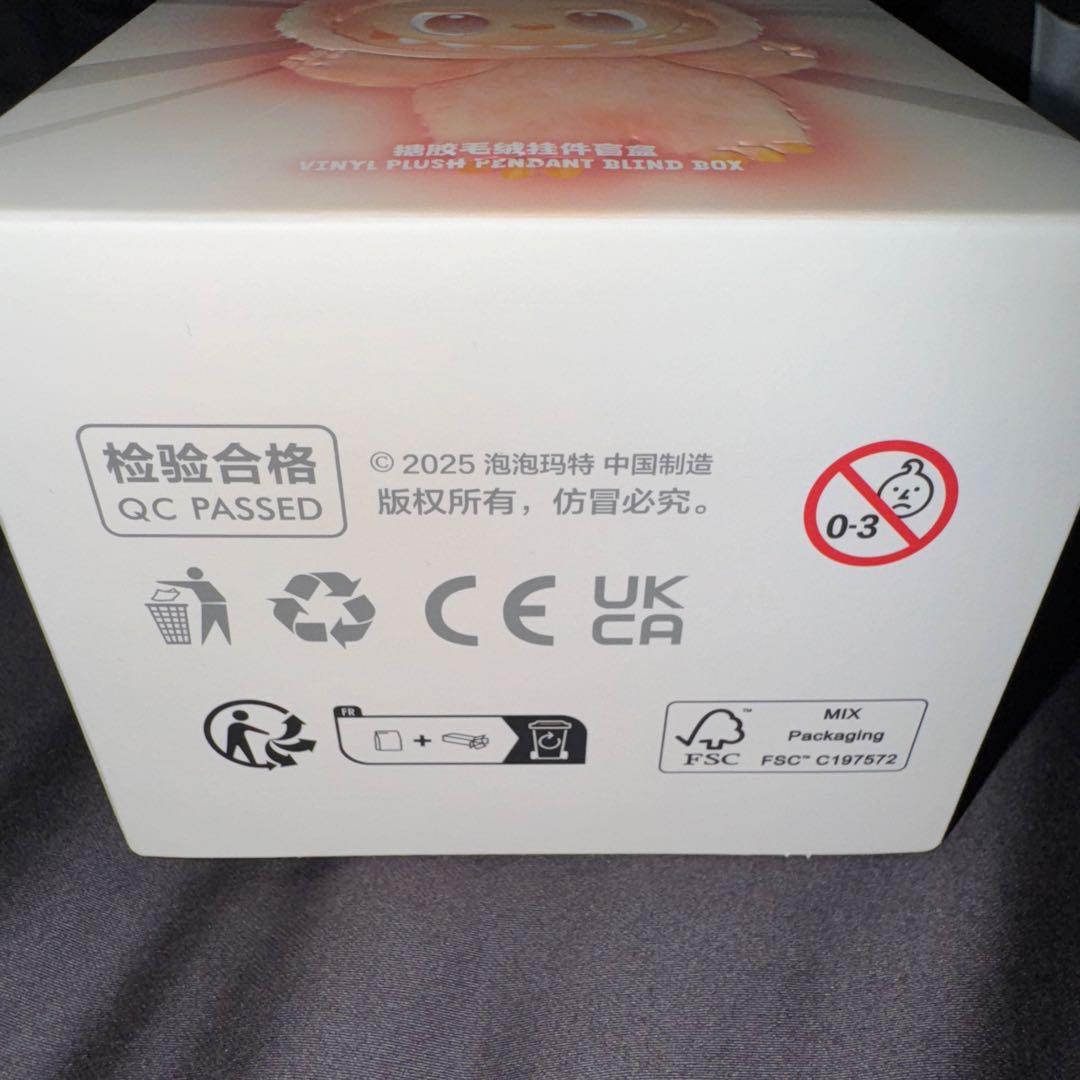 搪胶毛绒挂件盲盒
VINYL PLUSH PENDANT BLIND BOX
检验合格
QC PASSED
© 2025 泡泡玛特 中国制造
版权所有，仿冒必究。
0-3
CE
UK
CA
FR
MIX
Packaging
FSC™ C197572
FSC